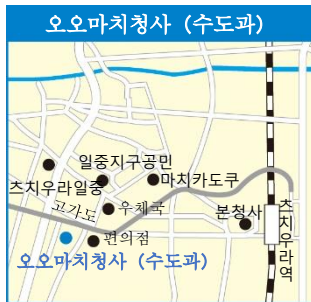 오오마치청사 (수도과)
일중지구공민
츠치우라일중
마치카도쿠
고가도
우체국
본청사
츠치우라역
편의점
오오마치청사 (수도과)